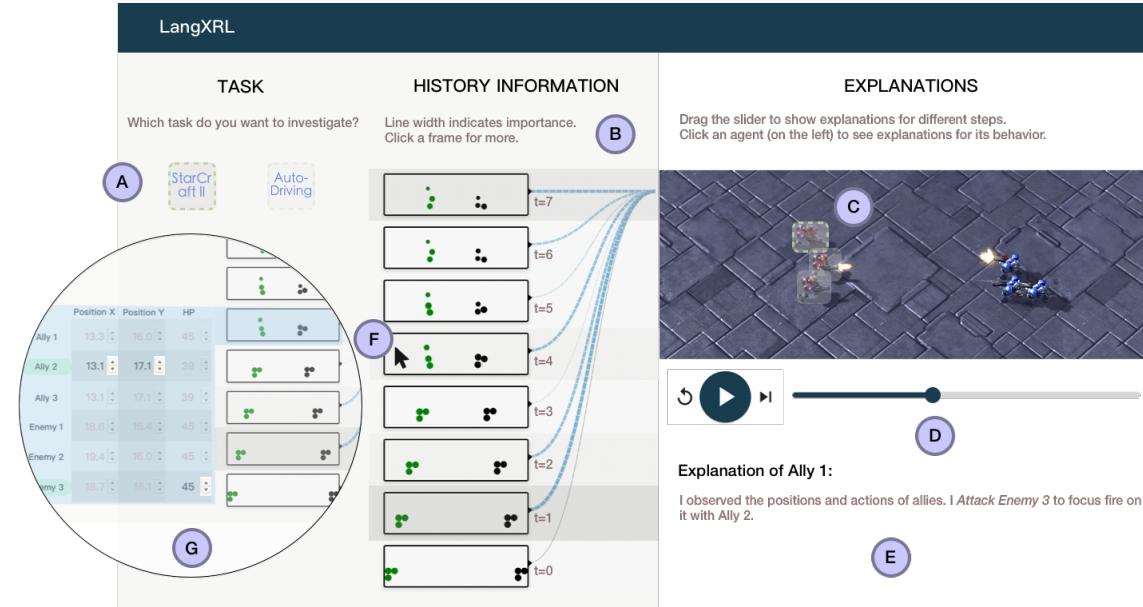 LangXRL
TASK
Which task do you want to investigate?
A
StarCr
aft II
Auto-
Driving
HISTORY INFORMATION
Line width indicates importance.
Click a frame for more.
B
t=7
t=6
t=5
t=4
t=3
t=2
t=1
t=0
F
Position X Position Y HP
Ally 1 13.3 16.0 45
Ally 2 13.1 17.1 39
Ally 3 13.1 17.1 39
Enemy 1 18.6 15.4 45
Enemy 2 19.4 16.0 45
emy 3 18.7 16.1 45
G
EXPLANATIONS
Drag the slider to show explanations for different steps.
Click an agent (on the left) to see explanations for its behavior.
C
D
Explanation of Ally 1:
I observed the positions and actions of allies. I Attack Enemy 3 to focus fire on
it with Ally 2.
E